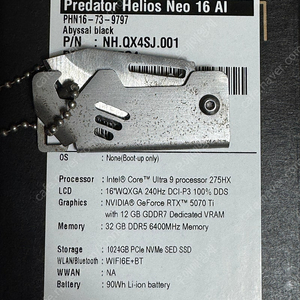 Predator Helios Neo 16 AI
PHN16-73-9797
Abyssal black
P/N : NH.QX4SJ.001
OS : None(Boot-up only)
Processor : Intel® Core™ Ultra 9 processor 275HX
LCD : 16"WQXGA 240Hz DCI-P3 100% DDS
Graphics : NVIDIA® GeForce RTX™ 5070 Ti
with 12 GB GDDR7 Dedicated VRAM
Memory : 32 GB DDR5 6400MHz Memory
Storage : 1024GB PCIe NVMe SED SSD
WLAN/Bluetooth : WIFI6E+BT
WWAN : NA
Battery : 90Wh Li-ion battery